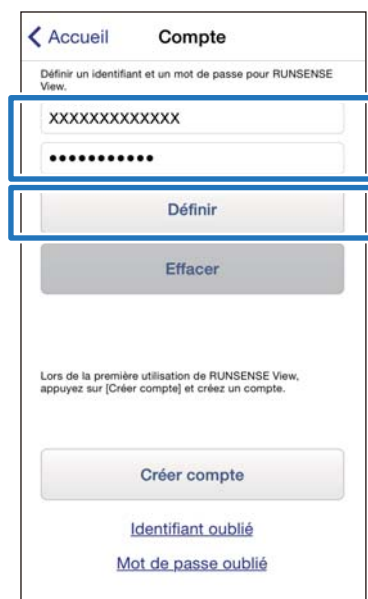 Accueil Compte
Définir un identifiant et un mot de passe pour RUNSENSE
View.
XXXXXXXXXXXXX
•••••••••••
Définir
Effacer
Lors de la première utilisation de RUNSENSE View,
appuyez sur [Créer compte] et créez un compte.
Créer compte
Identifiant oublié
Mot de passe oublié